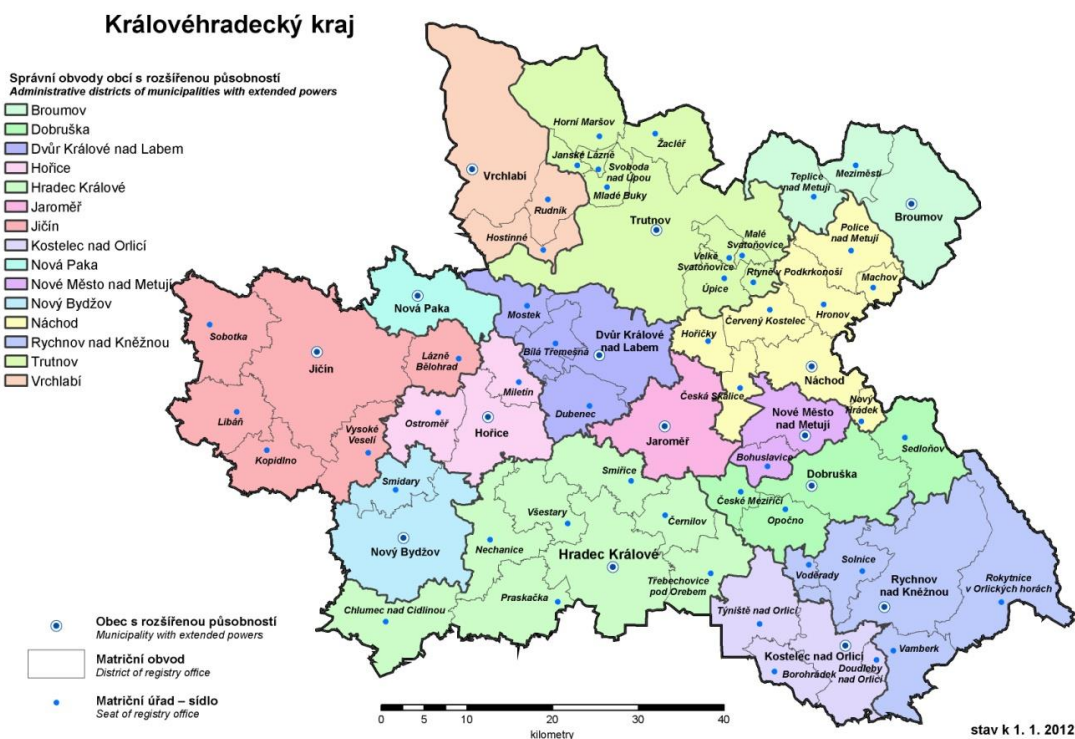 Královéhradecký kraj
Správní obvody obcí s rozšířenou působností
Administrative districts of municipalities with extended powers
Broumov
Dobruška
Dvůr Králové nad Labem
Hořice
Hradec Králové
Jaroměř
Jičín
Kostelec nad Orlicí
Nová Paka
Nové Město nad Metují
Nový Bydžov
Náchod
Rychnov nad Kněžnou
Trutnov
Vrchlabí
Horní Maršov
Žacléř
Janské Lázně
Svoboda
nad Úpou
Mladé Buky
Vrchlabí
Rudník
Hostinné
Trutnov
Teplice
nad Metují
Meziměstí
Broumov
Malé
Svatoňovice
Velké
Svatoňovice
Rtyně v Podkrkonoší
Úpice
Police
nad Metují
Machov
Hronov
Červený Kostelec
Hořičky
Náchod
Česká Skalice
Nový
Hrádek
Nová Paka
Mostek
Bílá Třemešná
Dvůr Králové
nad Labem
Dubenec
Sobotka
Jičín
Lázně
Bělohrad
Libáň
Kopidlno
Vysoké
Veselí
Miletín
Ostroměř
Hořice
Jaroměř
Nové Město
nad Metují
Bohuslavice
Sedloňov
Dobruška
České Meziříčí
Opočno
Smidary
Nový Bydžov
Smiřice
Všestary
Černilov
Nechanice
Hradec Králové
Třebechovice
pod Orebem
Praskačka
Chlumec nad Cidlinou
Voděrady
Solnice
Rychnov
nad Kněžnou
Rokytnice
v Orlických horách
Vamberk
Týniště nad Orlicí
Kostelec nad Orlicí
Borohrádek
Doudleby
nad Orlicí
Obec s rozšířenou působností
Municipality with extended powers
Matriční obvod
District of registry office
Matriční úřad – sídlo
Seat of registry office
0 5 10 20 30 40
kilometry
stav k 1. 1. 2012